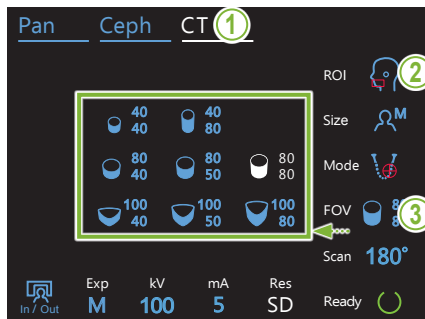 Pan Ceph CT 1
ROI 2
40 40
40 80
Size M
80 80 80
40 50 80
Mode
100 100 100
40 50 80
FOV 8 3
Scan 180°
Exp kV mA Res
In / Out M 100 5 SD
Ready